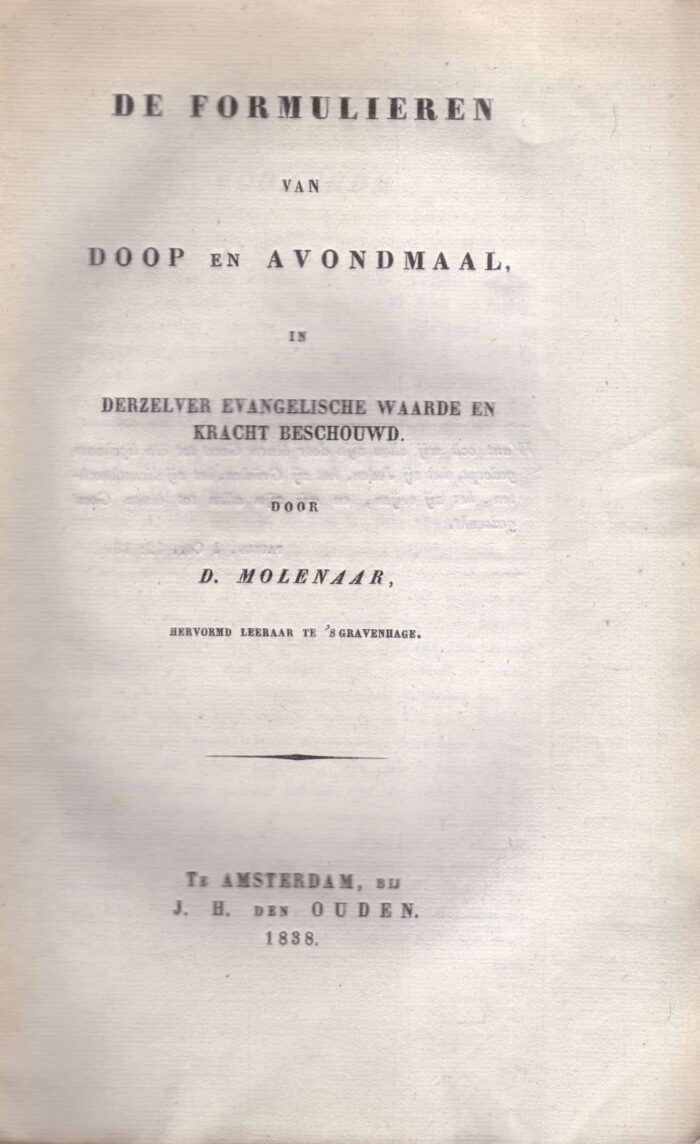 DE FORMULIEREN
VAN
DOOP EN AVONDMAAL,
IN
DERZELVER EVANGELISCHE WAARDE EN
KRACHT BESCHOUWD.
DOOR
D. MOLENAAR,
HERVORMD LEERAAR TE 'S GRAVENHAGE.
TE AMSTERDAM, BIJ
J. H. DEN OUDEN.
1838.